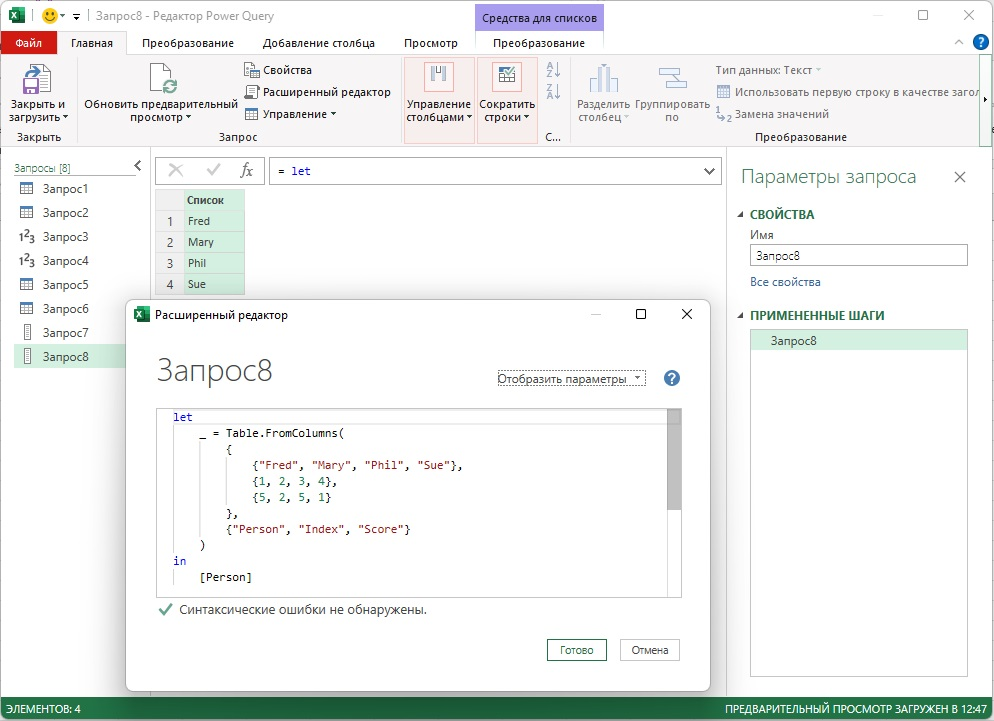 Запрос8 - Редактор Power Query
Средства для списков
Файл
Главная
Преобразование
Добавление столбца
Просмотр
Преобразование
Закрыть и
загрузить
Закрыть
Обновить предварительный
просмотр
Свойства
Расширенный редактор
Управление
Запрос
Управление
столбцами
Сократить
строки
С...
Разделить
столбец
Группировать
по
Тип данных: Текст
Использовать первую строку в качестве загол
Замена значений
Преобразование
Запросы [8]
Запрос1
Запрос2
Запрос3
Запрос4
Запрос5
Запрос6
Запрос7
Запрос8
fx
= let
Список
1 Fred
2 Mary
3 Phil
4 Sue
Параметры запроса
СВОЙСТВА
Имя
Запрос8
Все свойства
ПРИМЕНЕННЫЕ ШАГИ
Запрос8
Расширенный редактор
Запрос8
Отобразить параметры
let
_ = Table.FromColumns(
{
{"Fred", "Mary", "Phil", "Sue"},
{1, 2, 3, 4},
{5, 2, 5, 1}
},
{"Person", "Index", "Score"}
)
in
[Person]
Синтаксические ошибки не обнаружены.
Готово
Отмена
ЭЛЕМЕНТОВ: 4
ПРЕДВАРИТЕЛЬНЫЙ ПРОСМОТР ЗАГРУЖЕН В 12:47